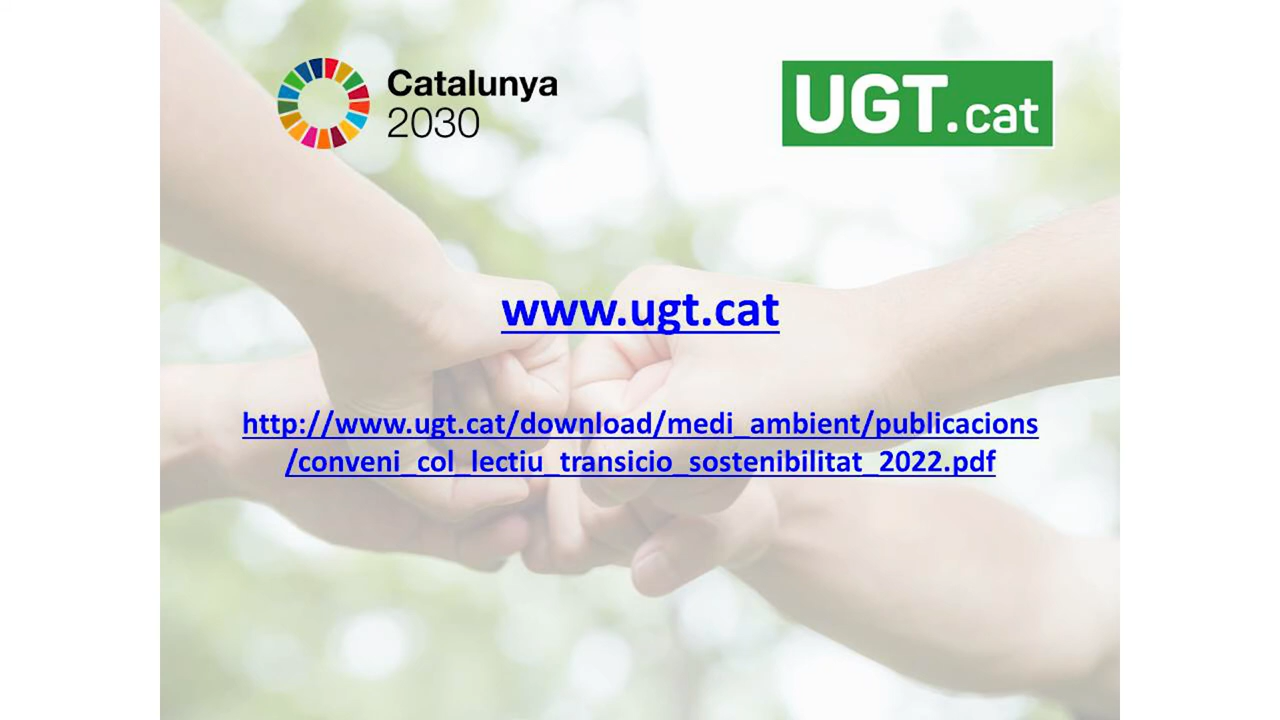 Catalunya
2030
UGT.cat
www.ugt.cat
http://www.ugt.cat/download/medi_ambient/publicacions
/conveni_col_lectiu_transicio_sostenibilitat_2022.pdf